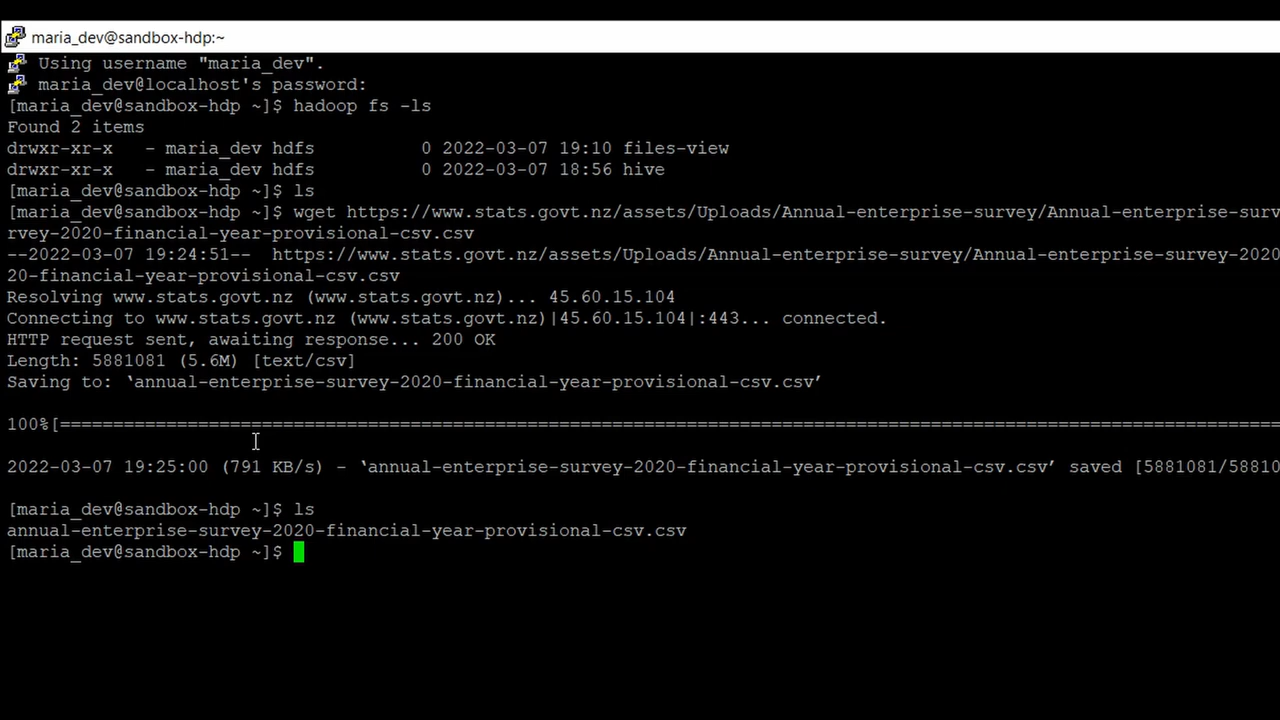 maria_dev@sandbox-hdp:~
Using username "maria_dev".
maria_dev@localhost's password:
[maria_dev@sandbox-hdp ~]$ hadoop fs -ls
Found 2 items
drwxr-xr-x   - maria_dev hdfs          0 2022-03-07 19:10 files-view
drwxr-xr-x   - maria_dev hdfs          0 2022-03-07 18:56 hive
[maria_dev@sandbox-hdp ~]$ ls
[maria_dev@sandbox-hdp ~]$ wget https://www.stats.govt.nz/assets/Uploads/Annual-enterprise-survey/Annual-enterprise-surv
rvey-2020-financial-year-provisional-csv.csv
--2022-03-07 19:24:51--  https://www.stats.govt.nz/assets/Uploads/Annual-enterprise-survey/Annual-enterprise-survey-2020
20-financial-year-provisional-csv.csv
Resolving www.stats.govt.nz (www.stats.govt.nz)... 45.60.15.104
Connecting to www.stats.govt.nz (www.stats.govt.nz)|45.60.15.104|:443... connected.
HTTP request sent, awaiting response... 200 OK
Length: 5881081 (5.6M) [text/csv]
Saving to: ‘annual-enterprise-survey-2020-financial-year-provisional-csv.csv’
100%[===================================================================================================================
2022-03-07 19:25:00 (791 KB/s) - ‘annual-enterprise-survey-2020-financial-year-provisional-csv.csv’ saved [5881081/58810
[maria_dev@sandbox-hdp ~]$ ls
annual-enterprise-survey-2020-financial-year-provisional-csv.csv
[maria_dev@sandbox-hdp ~]$